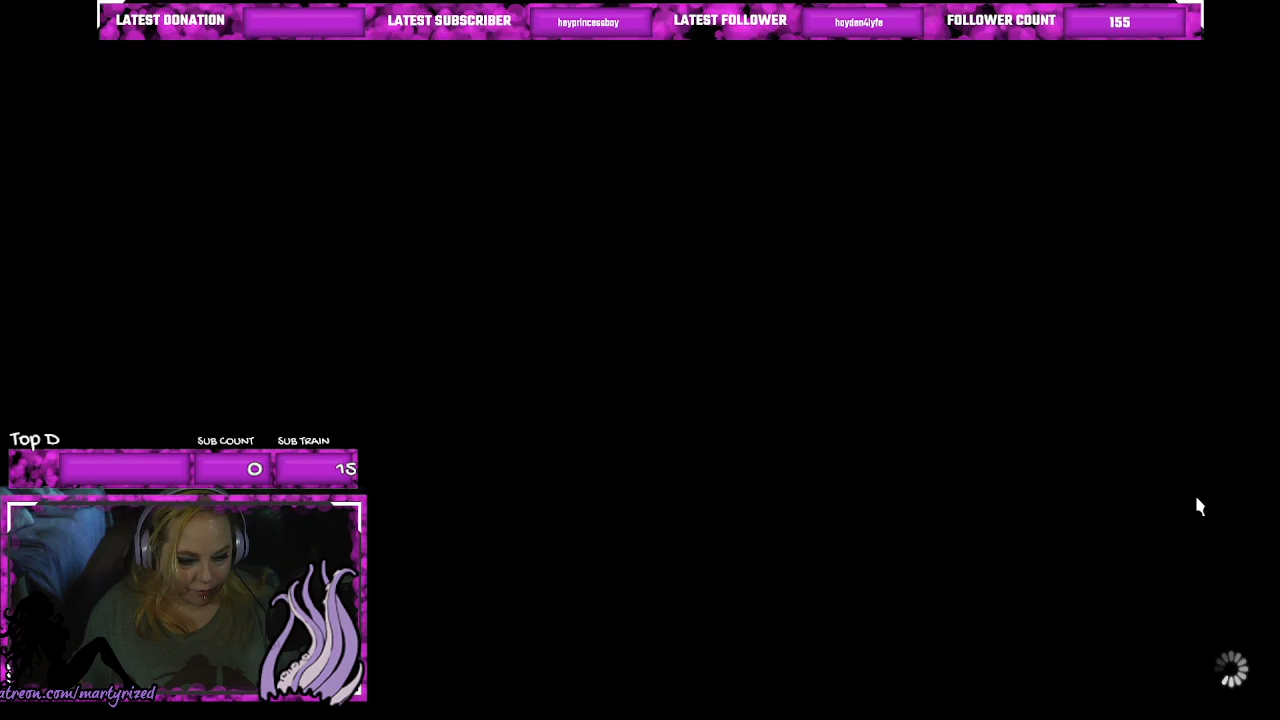 LATEST DONATION
LATEST SUBSCRIBER heyprincessboy
LATEST FOLLOWER hayden4lyfe
FOLLOWER COUNT 155
Top D
SUB COUNT 0
SUB TRAIN 15
atreon.com/martyrized